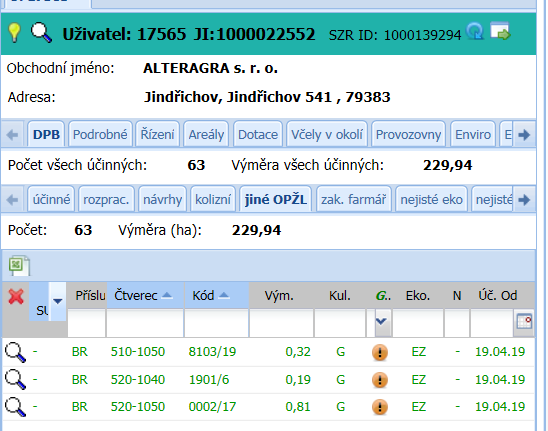 Uživatel: 17565 JI:1000022552 SZR ID: 1000139294
Obchodní jméno: ALTERAGRA s. r. o.
Adresa: Jindřichov, Jindřichov 541 , 79383
DPB Podrobné Řízení Areály Dotace Včely v okolí Provozovny Enviro E
Počet všech účinných: 63 Výměra všech účinných: 229,94
účinné rozprac. návrhy kolizní jiné OPŽL zak. farmář nejisté eko nejisté
Počet: 63 Výměra (ha): 229,94
SU Příslu Čtverec Kód Vým. Kul. G.. Eko. N Úč. Od
- BR 510-1050 8103/19 0,32 G EZ - 19.04.19
- BR 520-1040 1901/6 0,19 G EZ - 19.04.19
- BR 520-1050 0002/17 0,81 G EZ - 19.04.19